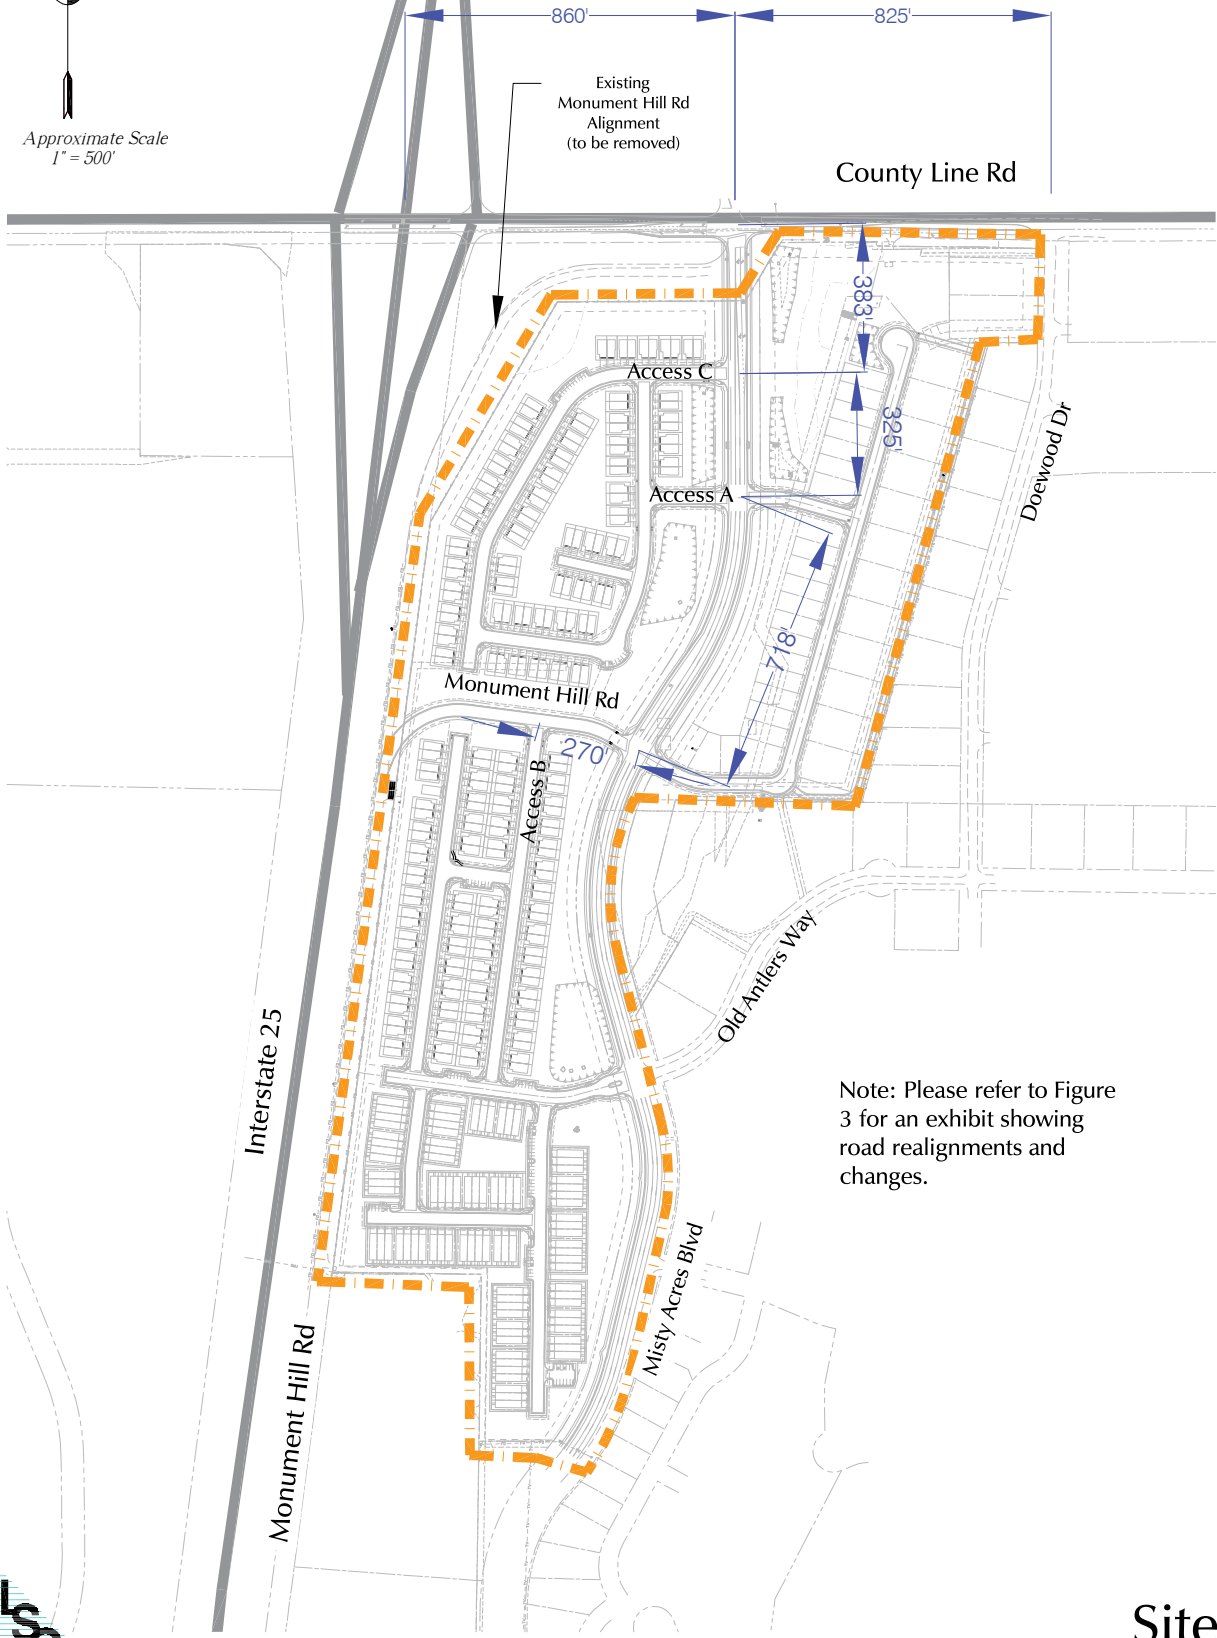 860'
825'
Existing
Monument Hill Rd
Alignment
(to be removed)
Approximate Scale
1" = 500'
County Line Rd
383'
Access C
325'
Doewood Dr
Access A
718'
Monument Hill Rd
270'
Access B
Old Antlers Way
Interstate 25
Note: Please refer to Figure
3 for an exhibit showing
road realignments and
changes.
Misty Acres Blvd
Monument Hill Rd
Site